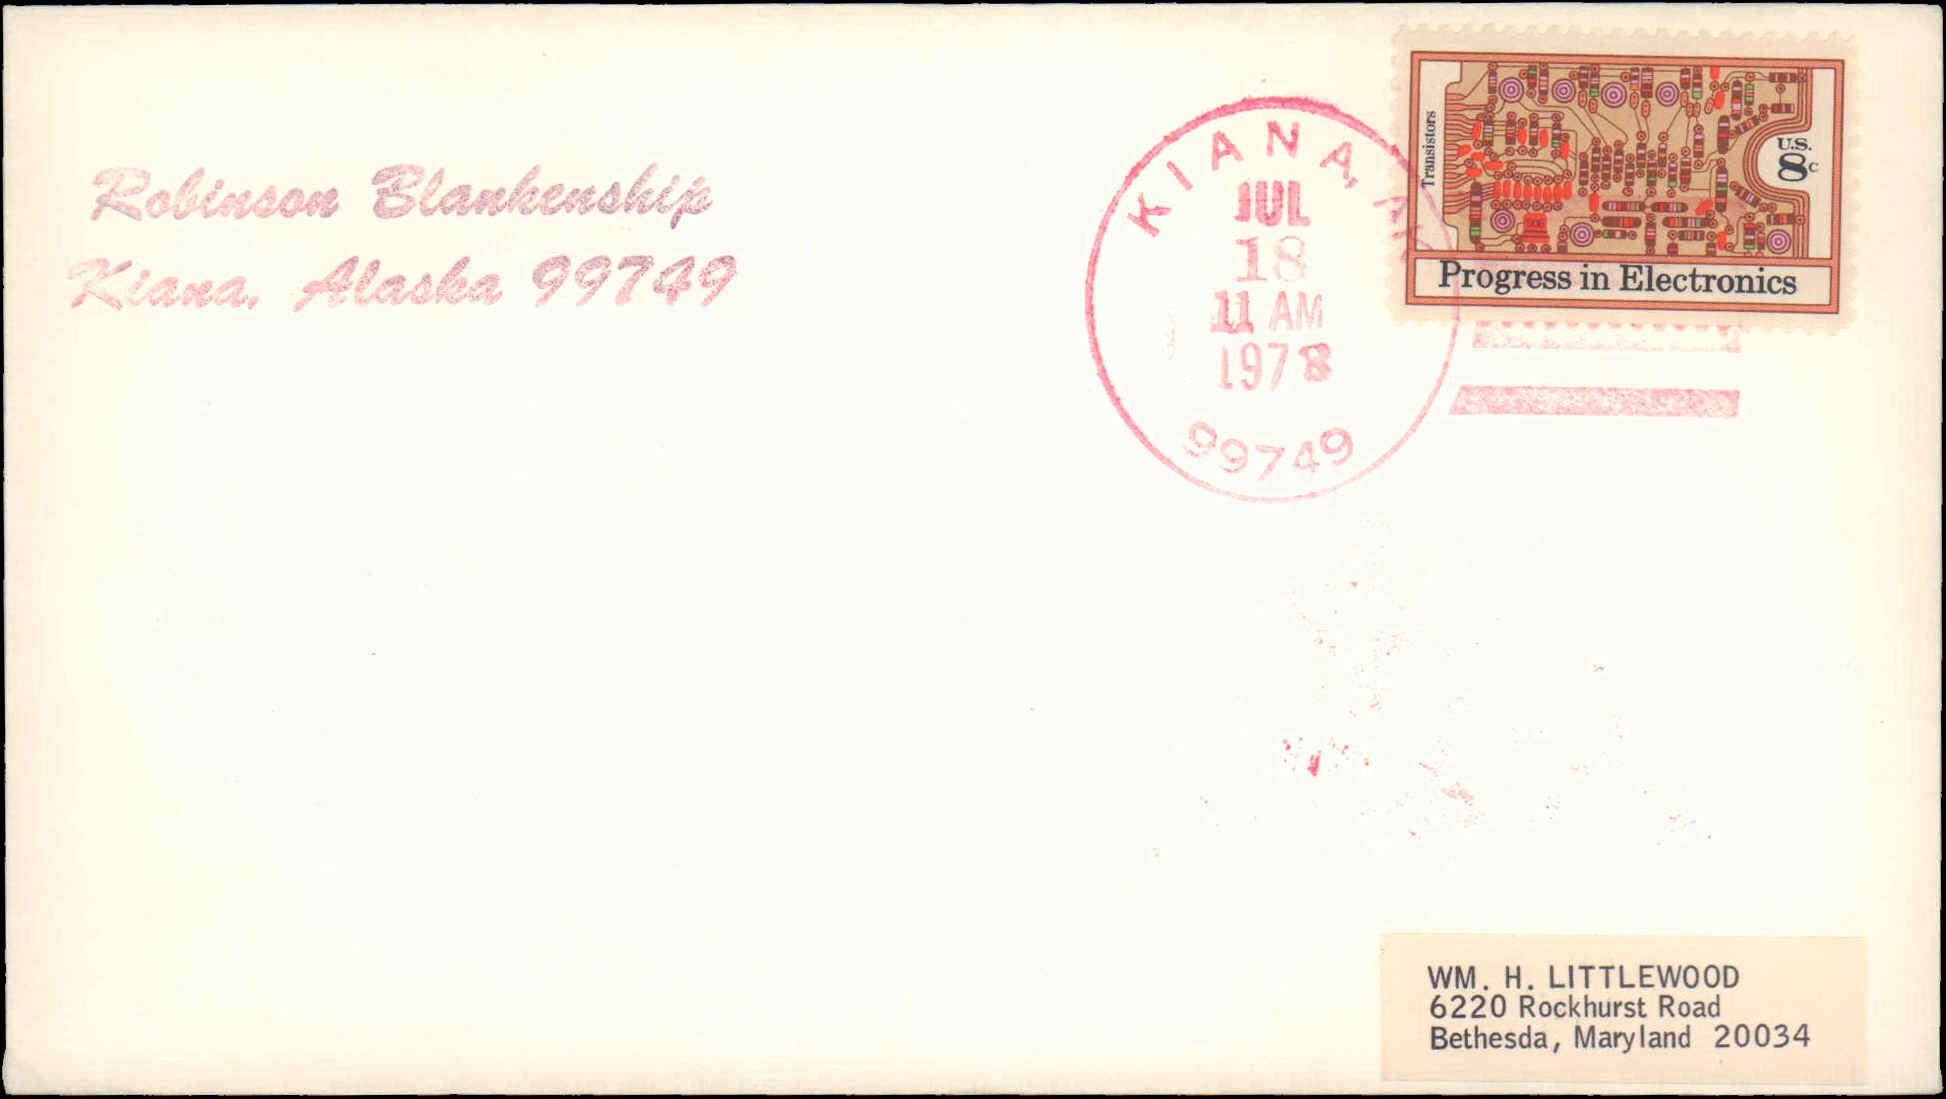 Robinson Blankenship
Kiana, Alaska 99749
KIANA, AK
JUL
18
11 AM
1973
99749
Transistors
U.S.
8c
Progress in Electronics
WM. H. LITTLEWOOD
6220 Rockhurst Road
Bethesda, Maryland 20034